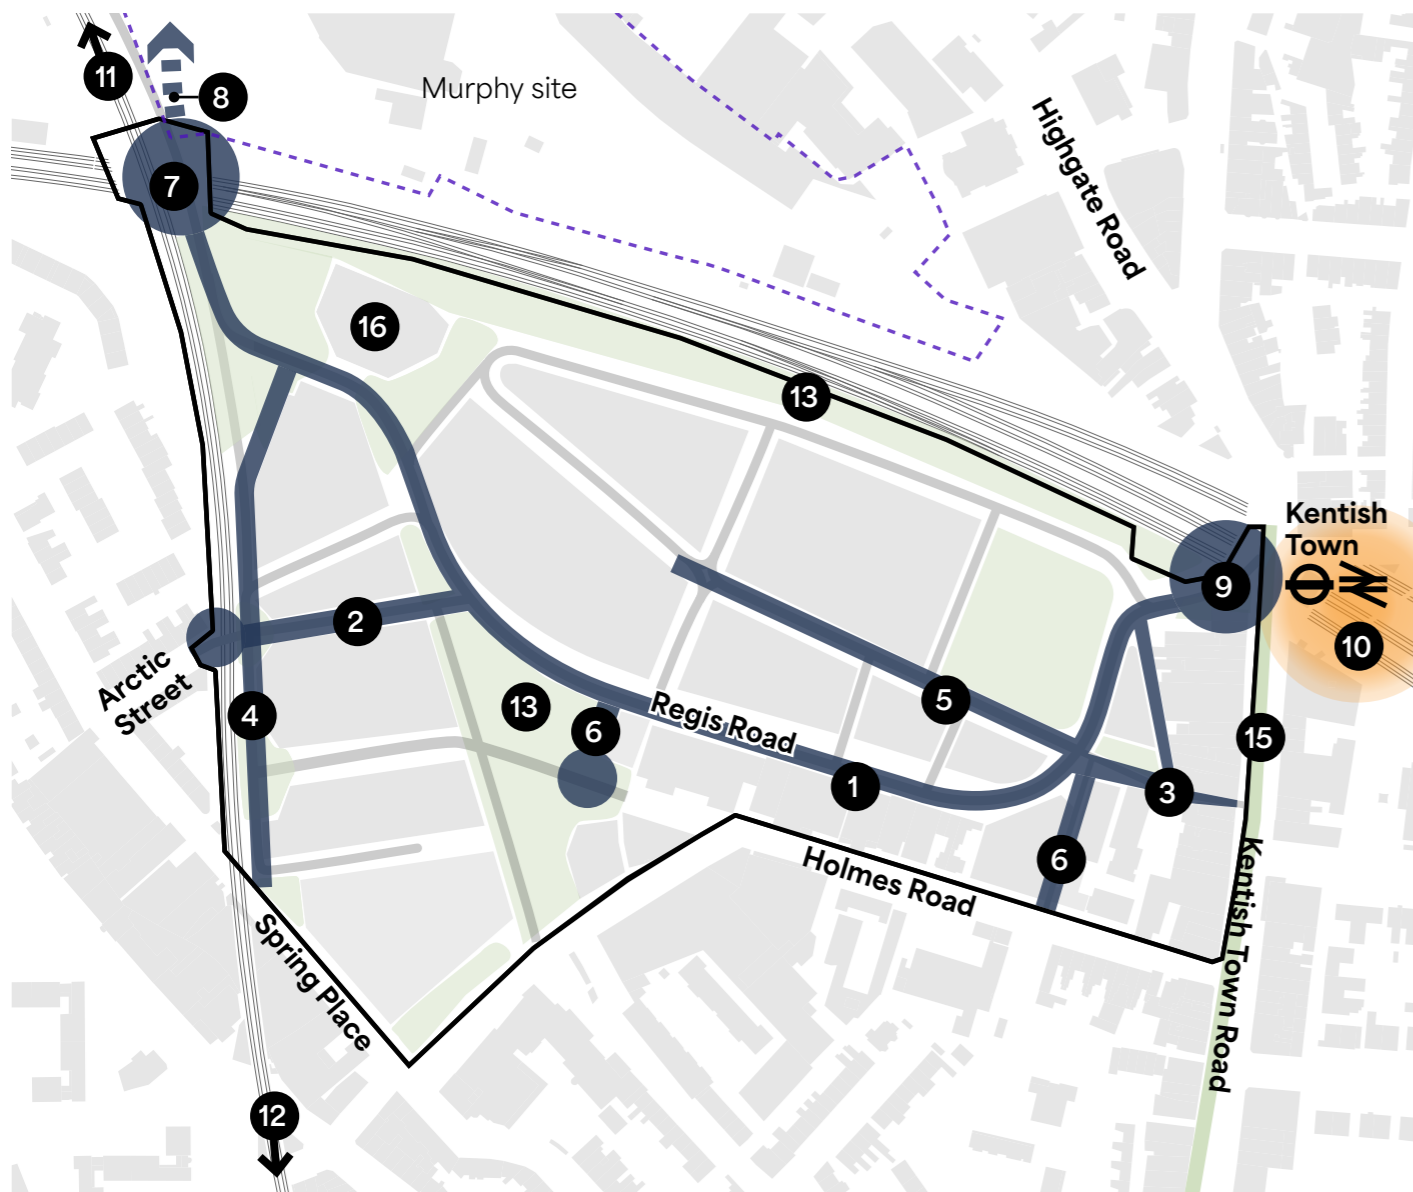 11
8
Murphy site
Highgate Road
7
16
13
Kentish
Town
9
10
2
Arctic
Street
4
13
6
Regis Road
5
15
1
3
6
Holmes Road
Kentish Town Road
Spring Place
12